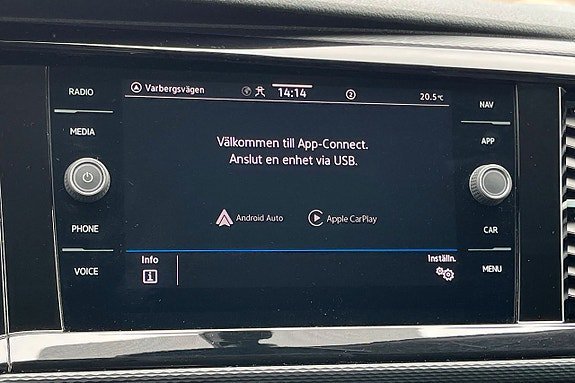 RADIO
MEDIA
PHONE
VOICE
Varbergsvägen
14:14
2
20.5°C
Välkommen till App-Connect.
Anslut en enhet via USB.
Android Auto
Apple CarPlay
Info
Inställn.
NAV
APP
CAR
MENU